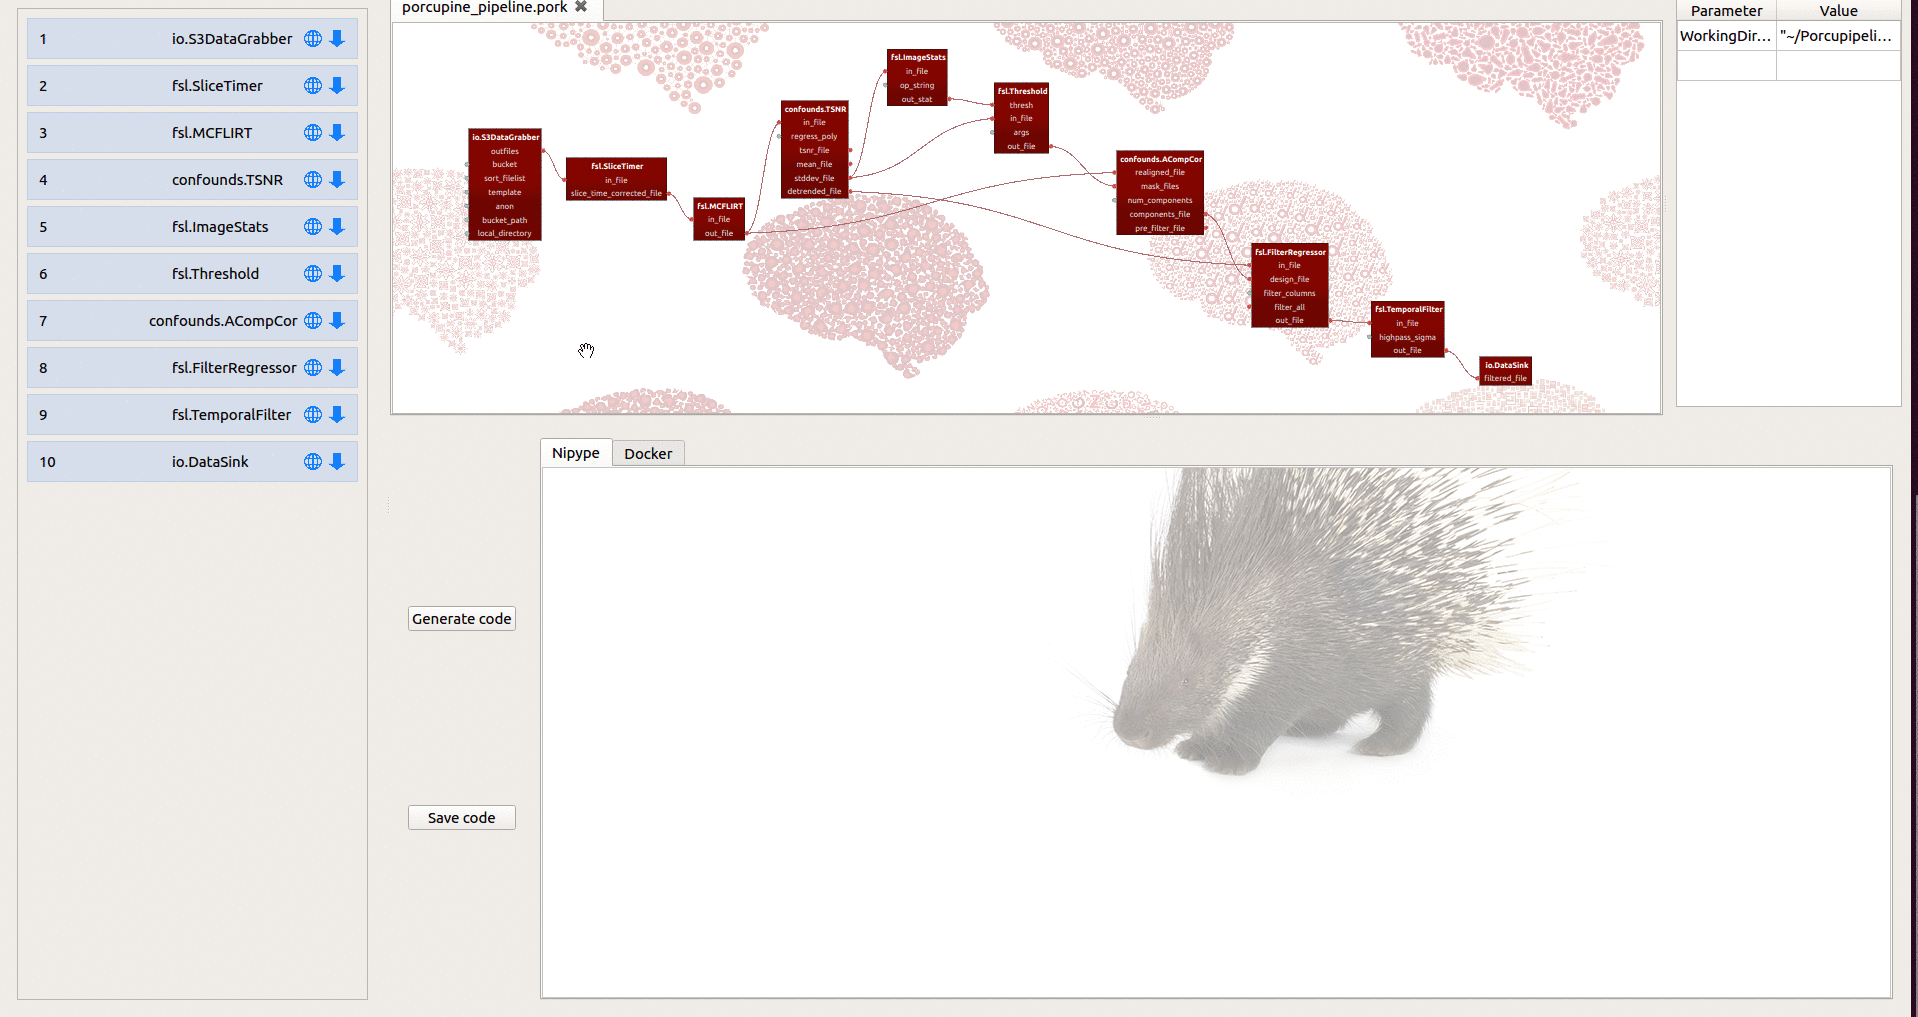 porcupine_pipeline.pork
1 io.S3DataGrabber
2 fsl.SliceTimer
3 fsl.MCFLIRT
4 confounds.TSNR
5 fsl.ImageStats
6 fsl.Threshold
7 confounds.ACompCor
8 fsl.FilterRegressor
9 fsl.TemporalFilter
10 io.DataSink
io.S3DataGrabber
outfiles
bucket
sort_filelist
template
anon
bucket_path
local_directory
fsl.SliceTimer
in_file
slice_time_corrected_file
fsl.MCFLIRT
in_file
out_file
confounds.TSNR
in_file
regress_poly
tsnr_file
mean_file
stddev_file
detrended_file
fsl.ImageStats
in_file
op_string
out_stat
fsl.Threshold
thresh
in_file
args
out_file
confounds.ACompCor
realigned_file
mask_files
num_components
components_file
pre_filter_file
fsl.FilterRegressor
in_file
design_file
filter_columns
filter_all
out_file
fsl.TemporalFilter
in_file
highpass_sigma
out_file
io.DataSink
filtered_file
Parameter Value
WorkingDir... "~/Porcupipeli...
Generate code
Save code
Nipype Docker